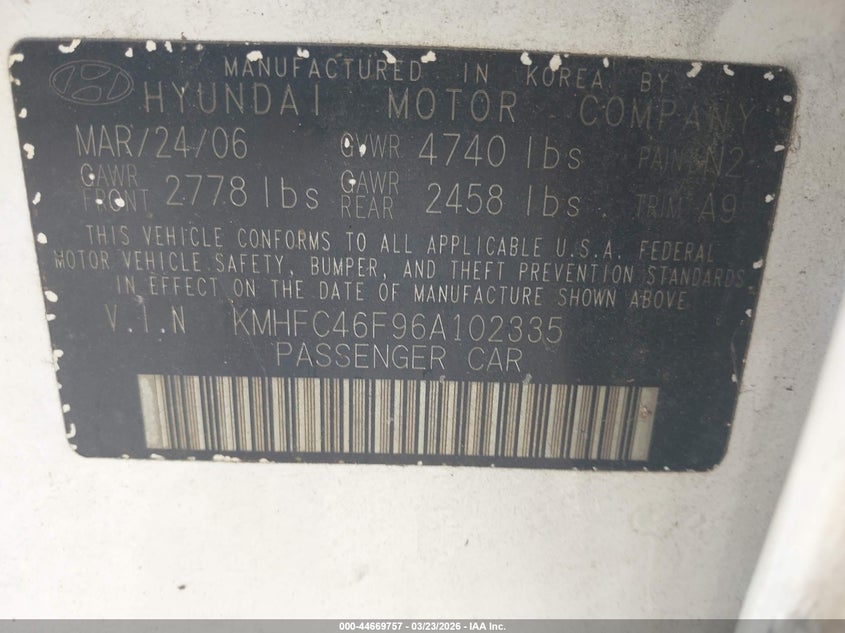 MANUFACTURED IN KOREA BY
HYUNDAI MOTOR COMPANY
MAR/24/06 GVWR 4740 lbs PAINT N2
GAWR FRONT 2778 lbs GAWR REAR 2458 lbs. TRIM A9
THIS VEHICLE CONFORMS TO ALL APPLICABLE U.S.A. FEDERAL
MOTOR VEHICLE SAFETY, BUMPER, AND THEFT PREVENTION STANDARDS
IN EFFECT ON THE DATE OF MANUFACTURE SHOWN ABOVE.
V.I.N KMHFC46F96A102335
PASSENGER CAR
000-44669757 - 03/23/2026 - IAA Inc.